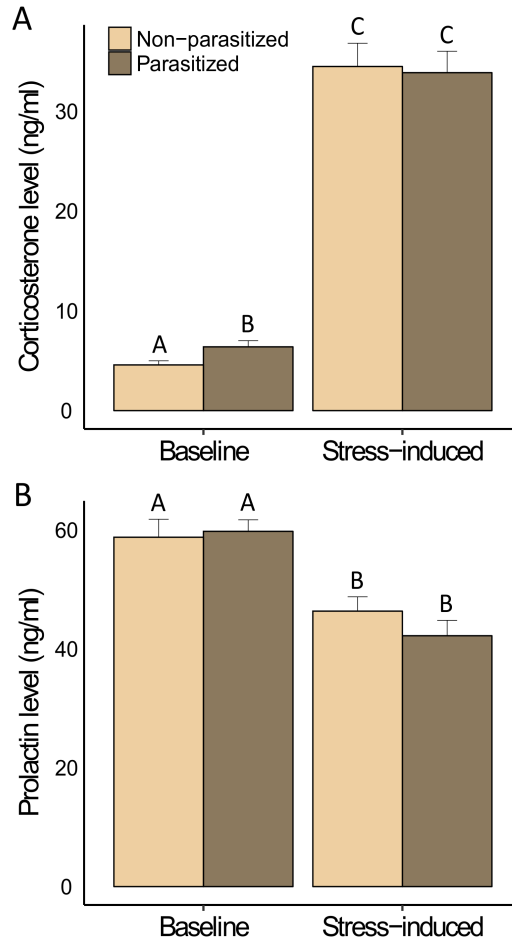 A
Non−parasitized
Parasitized
Corticosterone level (ng/ml)
30
20
10
0
A
B
C
C
Baseline
Stress−induced
B
Prolactin level (ng/ml)
60
40
20
0
A
A
B
B
Baseline
Stress−induced